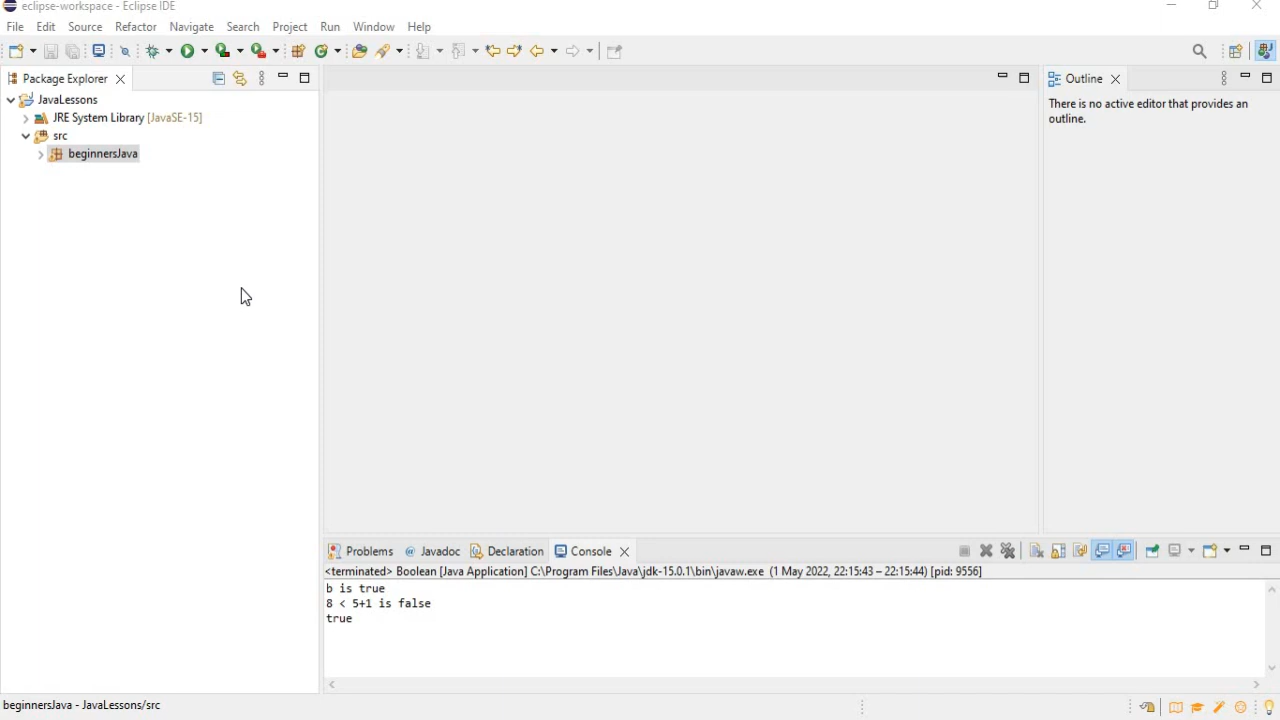 eclipse-workspace - Eclipse IDE
File Edit Source Refactor Navigate Search Project Run Window Help
Package Explorer
Outline
JavaLessons
JRE System Library [JavaSE-15]
src
beginnersJava
There is no active editor that provides an
outline.
Problems @ Javadoc Declaration Console
<terminated> Boolean [Java Application] C:\Program Files\Java\jdk-15.0.1\bin\javaw.exe (1 May 2022, 22:15:43 – 22:15:44) [pid: 9556]
b is true
8 < 5+1 is false
true
beginnersJava - JavaLessons/src